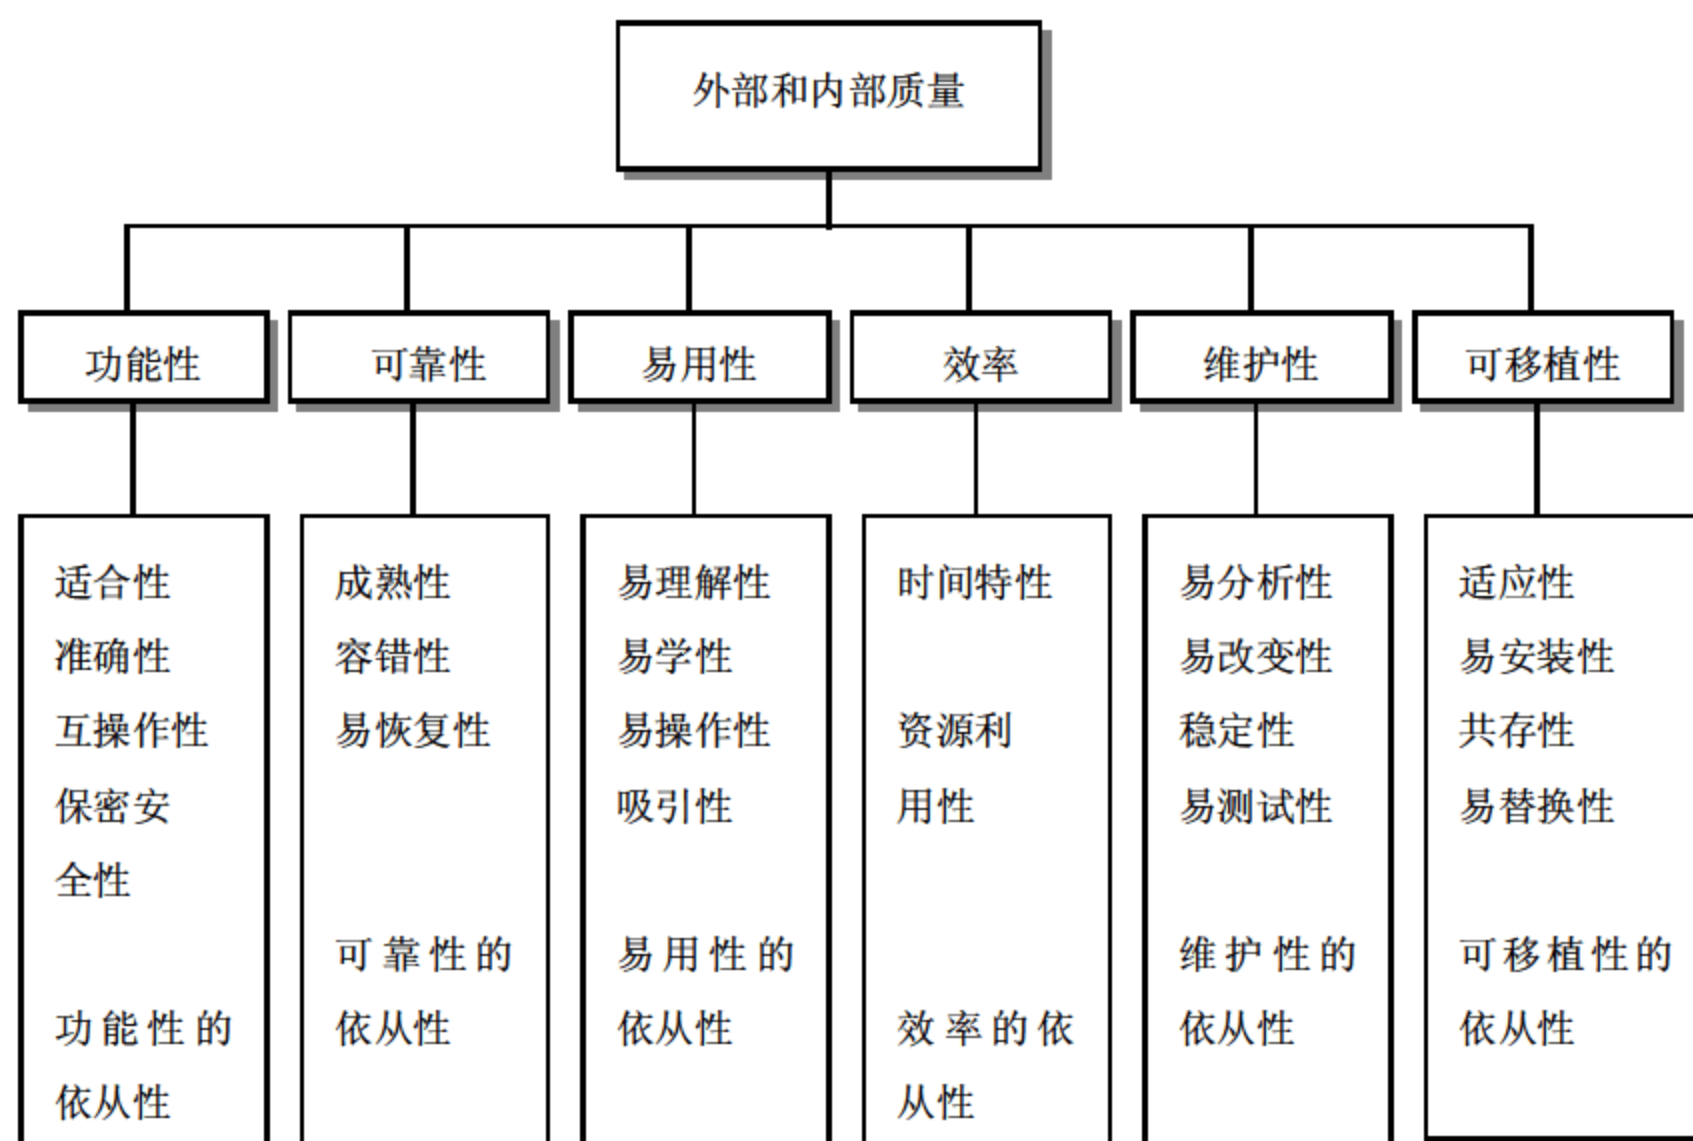 外部和内部质量
功能性
可靠性
易用性
效率
维护性
可移植性
适合性
准确性
互操作性
保密安
全性
功能性的
依从性
成熟性
容错性
易恢复性
可靠性的
依从性
易理解性
易学性
易操作性
吸引性
易用性的
依从性
时间特性
资源利
用性
效率的依
从性
易分析性
易改变性
稳定性
易测试性
维护性的
依从性
适应性
易安装性
共存性
易替换性
可移植性的
依从性